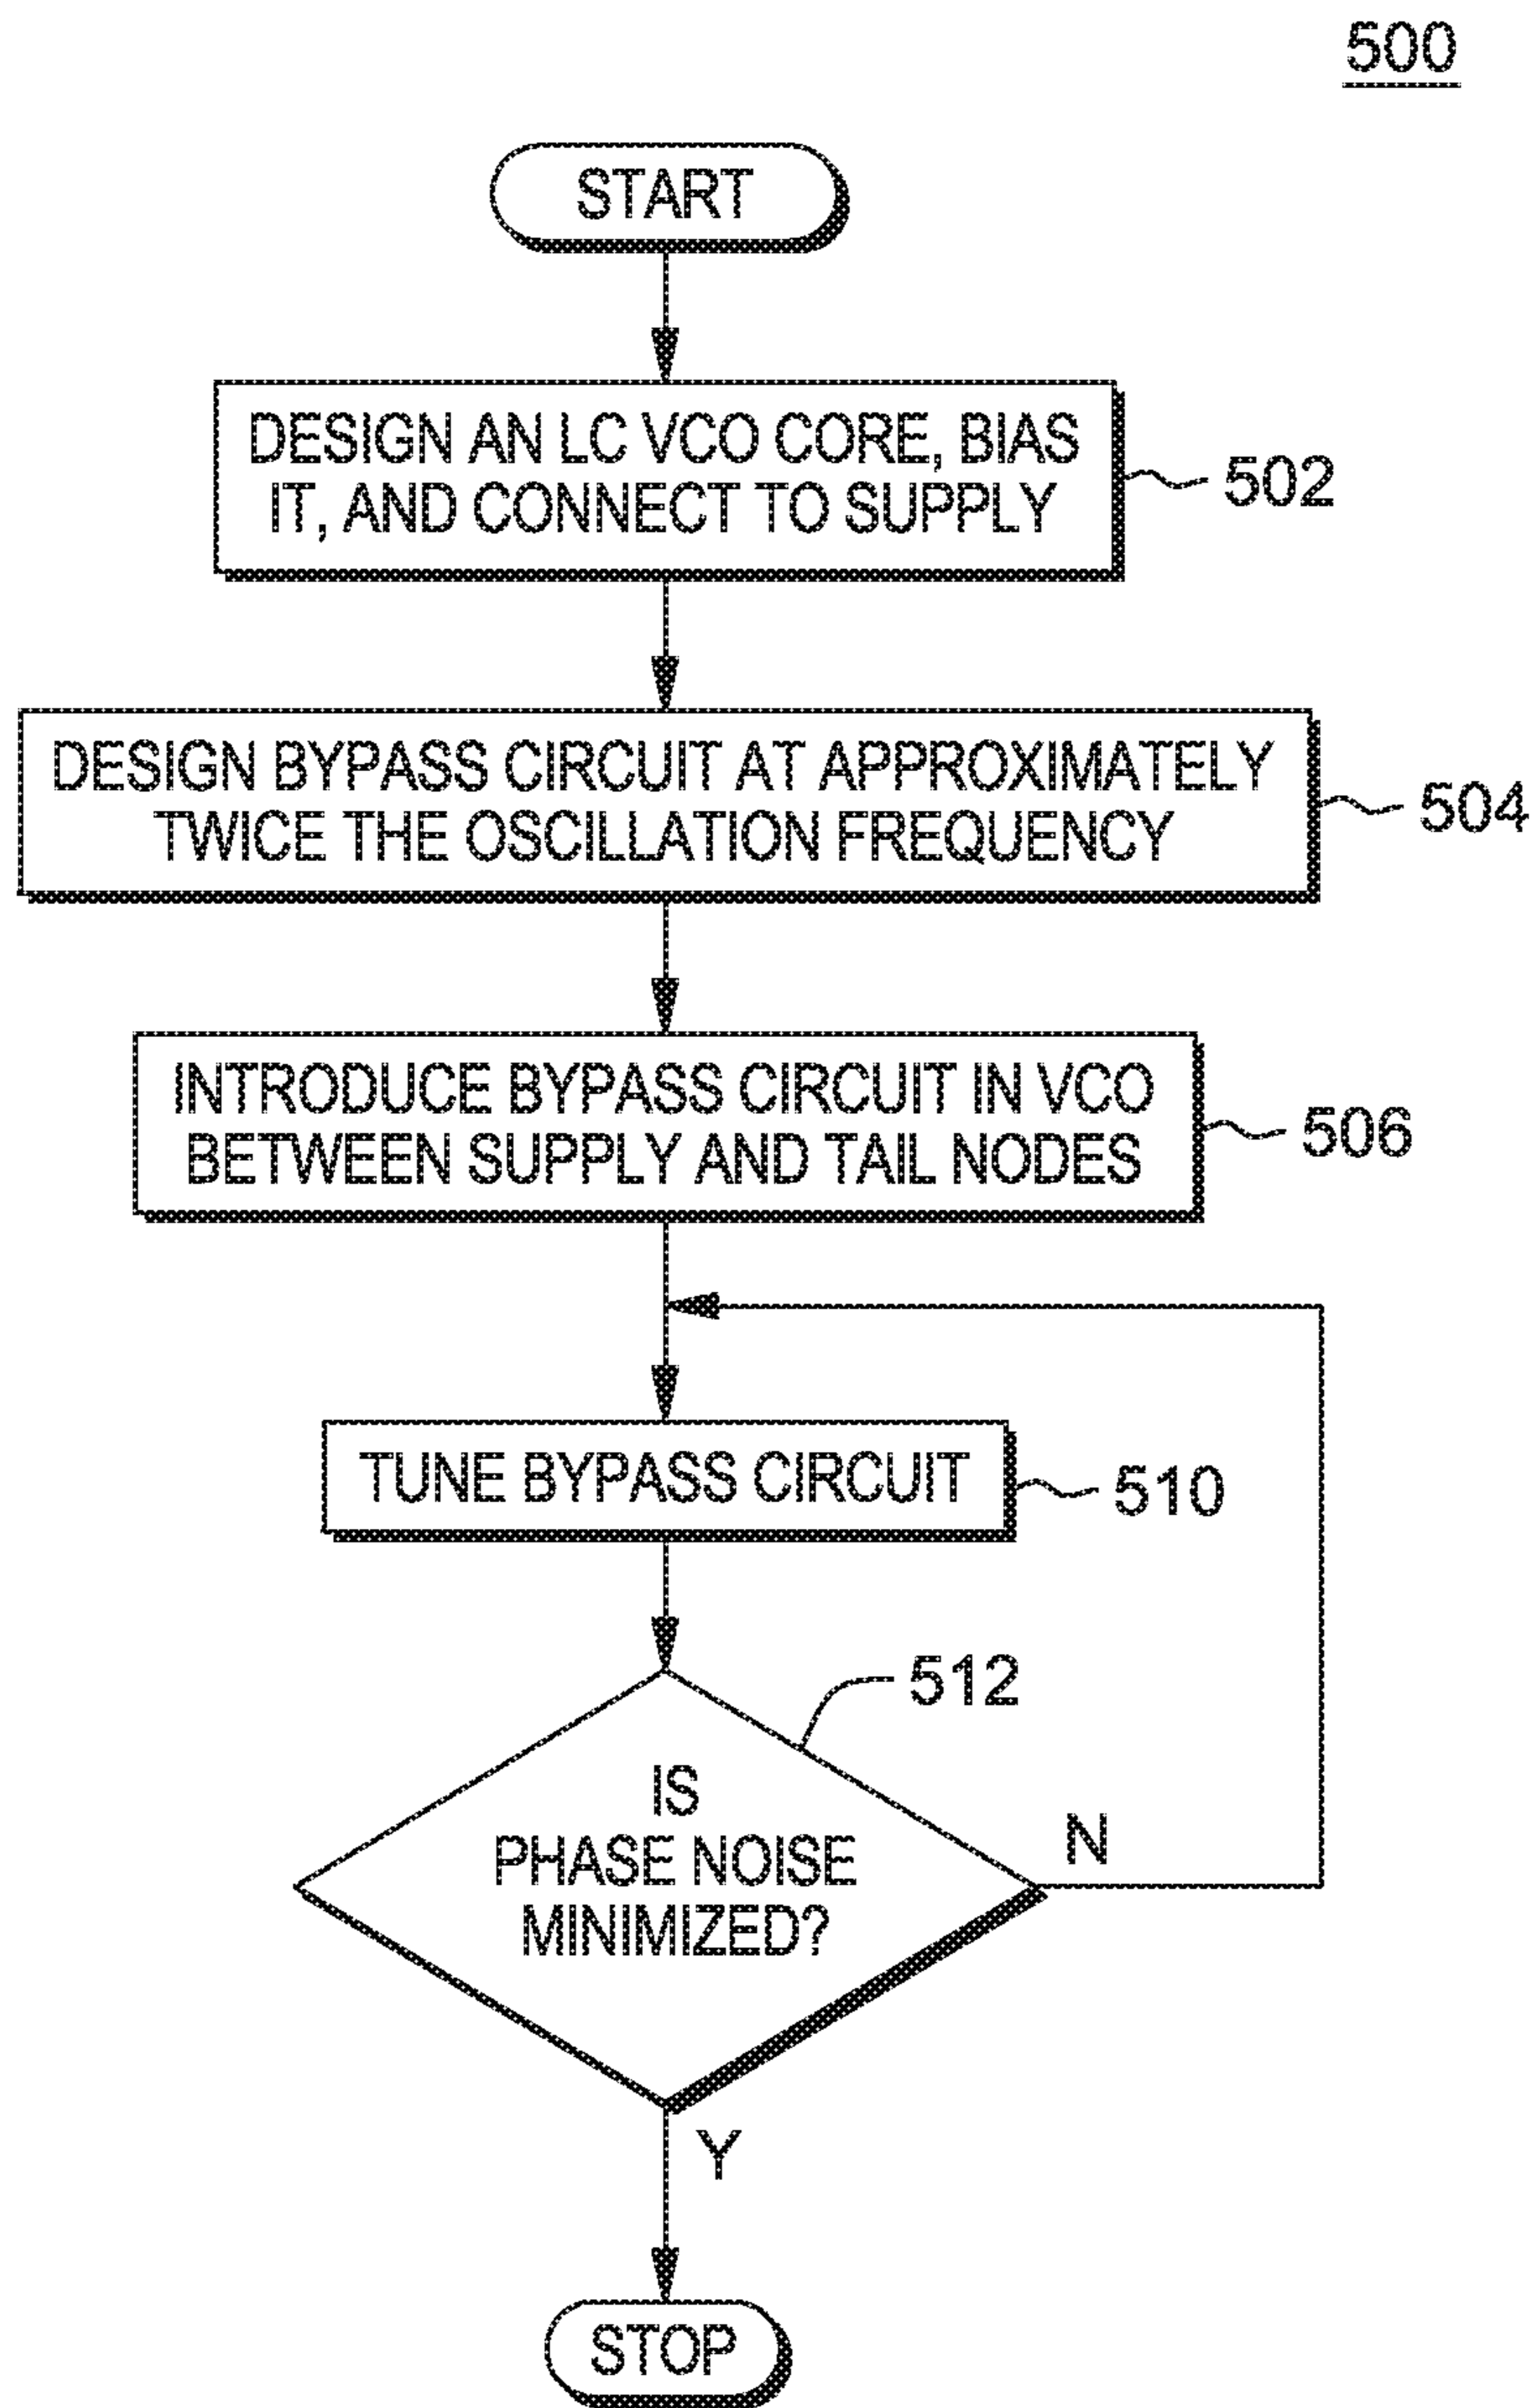 500
START
DESIGN AN LC VCO CORE, BIAS
IT, AND CONNECT TO SUPPLY
502
DESIGN BYPASS CIRCUIT AT APPROXIMATELY
TWICE THE OSCILLATION FREQUENCY
504
INTRODUCE BYPASS CIRCUIT IN VCO
BETWEEN SUPPLY AND TAIL NODES
506
TUNE BYPASS CIRCUIT
510
512
IS
PHASE NOISE
MINIMIZED?
N
Y
STOP